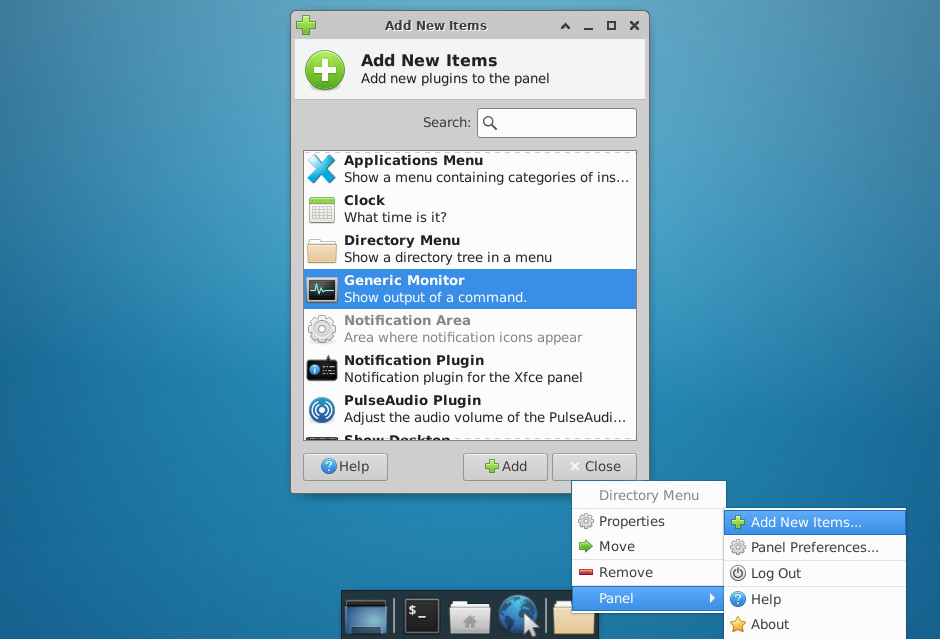 Add New Items
Add New Items
Add new plugins to the panel
Search:
Applications Menu
Show a menu containing categories of ins...
Clock
What time is it?
Directory Menu
Show a directory tree in a menu
Generic Monitor
Show output of a command.
Notification Area
Area where notification icons appear
Notification Plugin
Notification plugin for the Xfce panel
PulseAudio Plugin
Adjust the audio volume of the PulseAudi...
Show Desktop
Help
Add
Close
Directory Menu
Properties
Move
Remove
Panel
Add New Items...
Panel Preferences...
Log Out
Help
About
$_